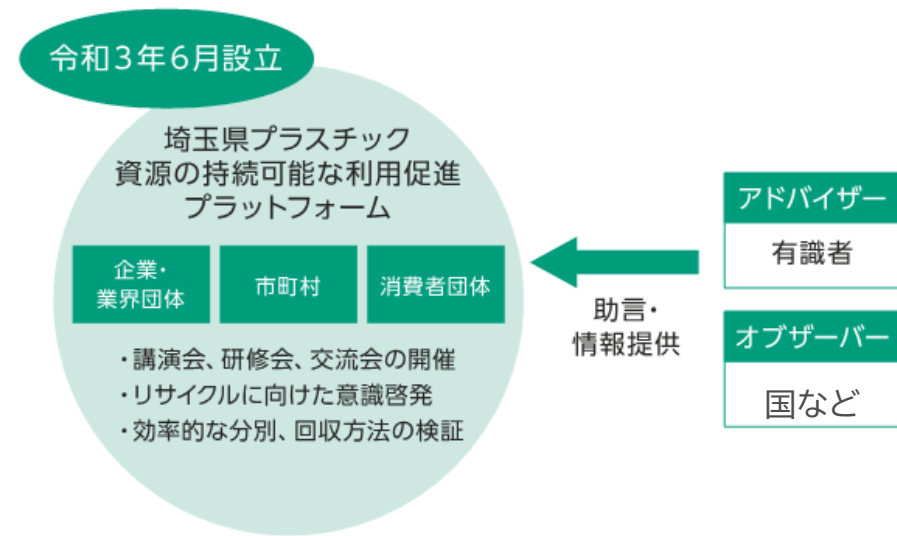 令和3年6月設立
埼玉県プラスチック
資源の持続可能な利用促進
プラットフォーム
企業・
業界団体
市町村
消費者団体
・講演会、研修会、交流会の開催
・リサイクルに向けた意識啓発
・効率的な分別、回収方法の検証
助言・
情報提供
アドバイザー
有識者
オブザーバー
国など